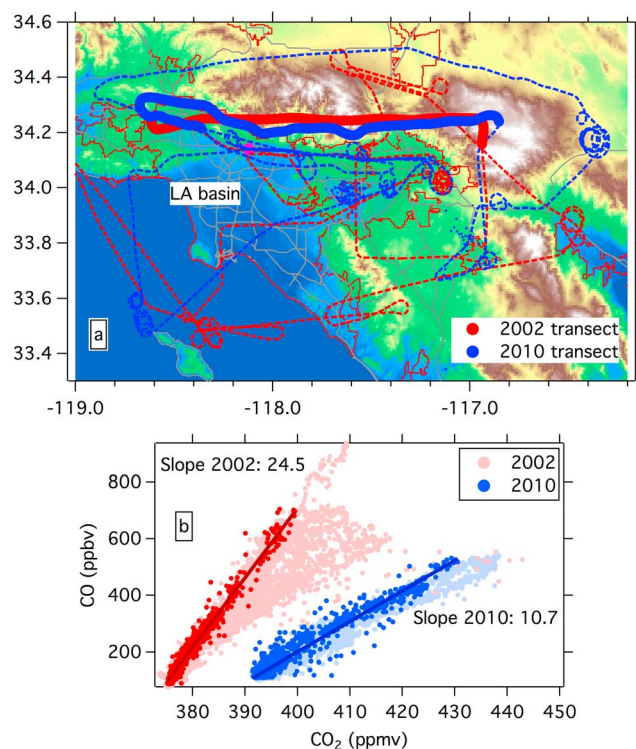 34.6
34.4
34.2
34.0
33.8
33.6
33.4
LA basin
a
2002 transect
2010 transect
-119.0
-118.0
-117.0
800
600
400
200
CO (ppbv)
Slope 2002: 24.5
b
2002
2010
Slope 2010: 10.7
380
390
400
410
420
430
440
450
CO₂ (ppmv)